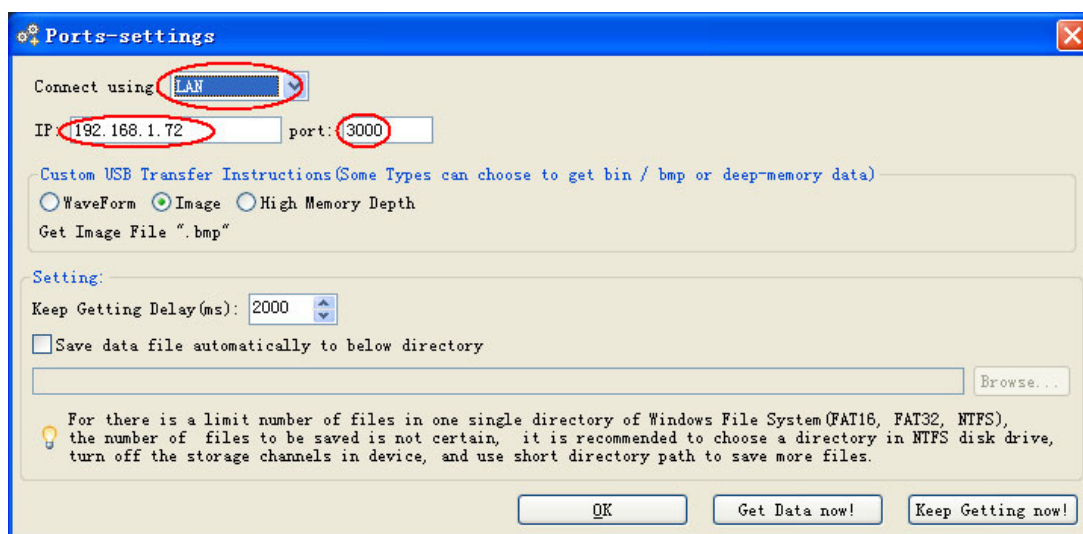 Ports-settings
Connect using: LAN
IP: 192.168.1.72 port: 3000
Custom USB Transfer Instructions(Some Types can choose to get bin / bmp or deep-memory data)
WaveForm Image High Memory Depth
Get Image File ".bmp"
Setting:
Keep Getting Delay(ms): 2000
Save data file automatically to below directory
Browse...
For there is a limit number of files in one single directory of Windows File System(FAT16, FAT32, NTFS),
the number of files to be saved is not certain, it is recommended to choose a directory in NTFS disk drive,
turn off the storage channels in device, and use short directory path to save more files.
OK Get Data now! Keep Getting now!